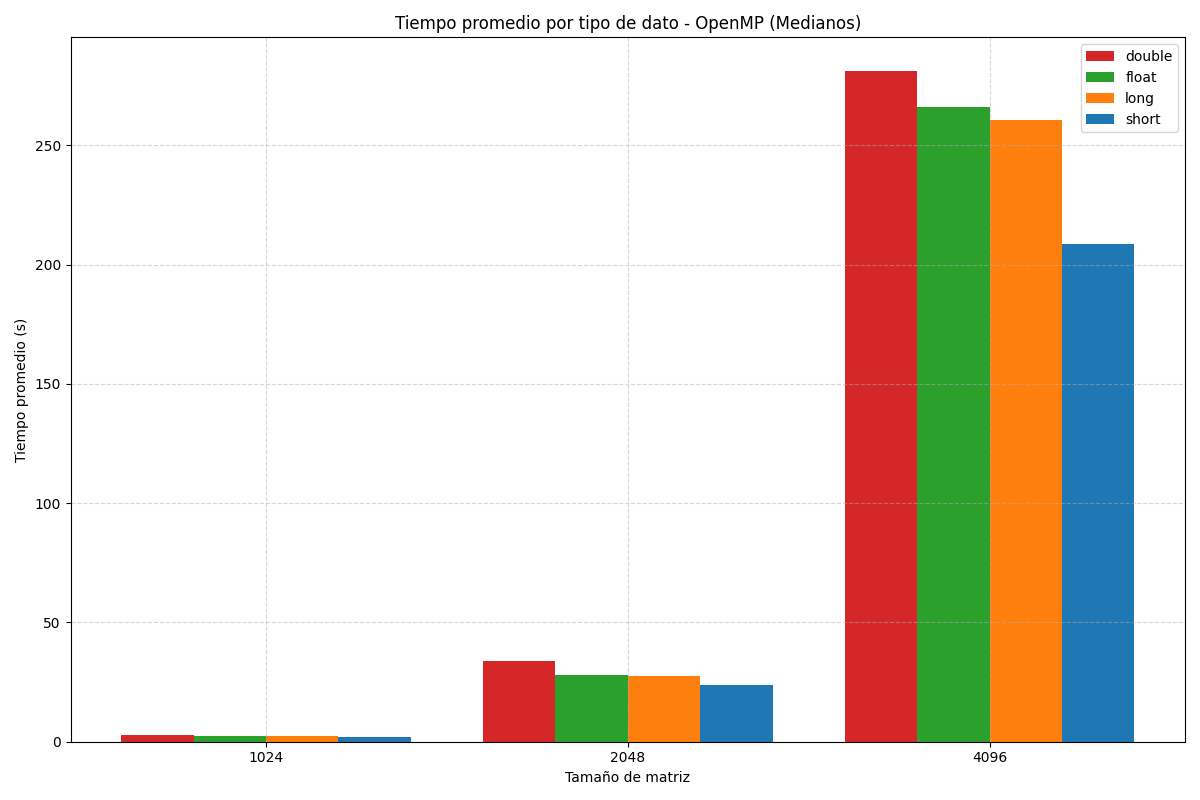 Tiempo promedio por tipo de dato - OpenMP (Medianos)
double
float
long
short
Tiempo promedio (s)
250
200
150
100
50
0
1024
2048
4096
Tamaño de matriz